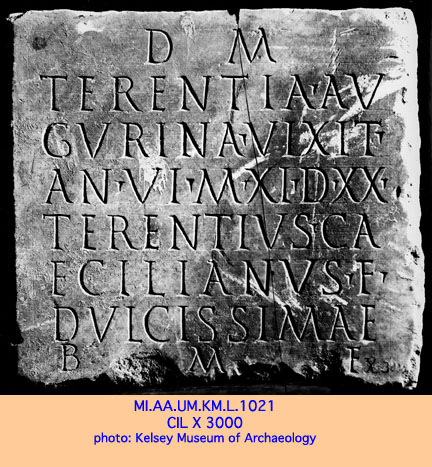 D M
TERENTIA·AV
GVRINA·VIXIT·
AN·VI·M·XI·D·XX·
TERENTIVS·CA
ECILIANVS·F·
DVLCISSIMAE
B M F
MI.AA.UM.KM.L.1021
CIL X 3000
photo: Kelsey Museum of Archaeology